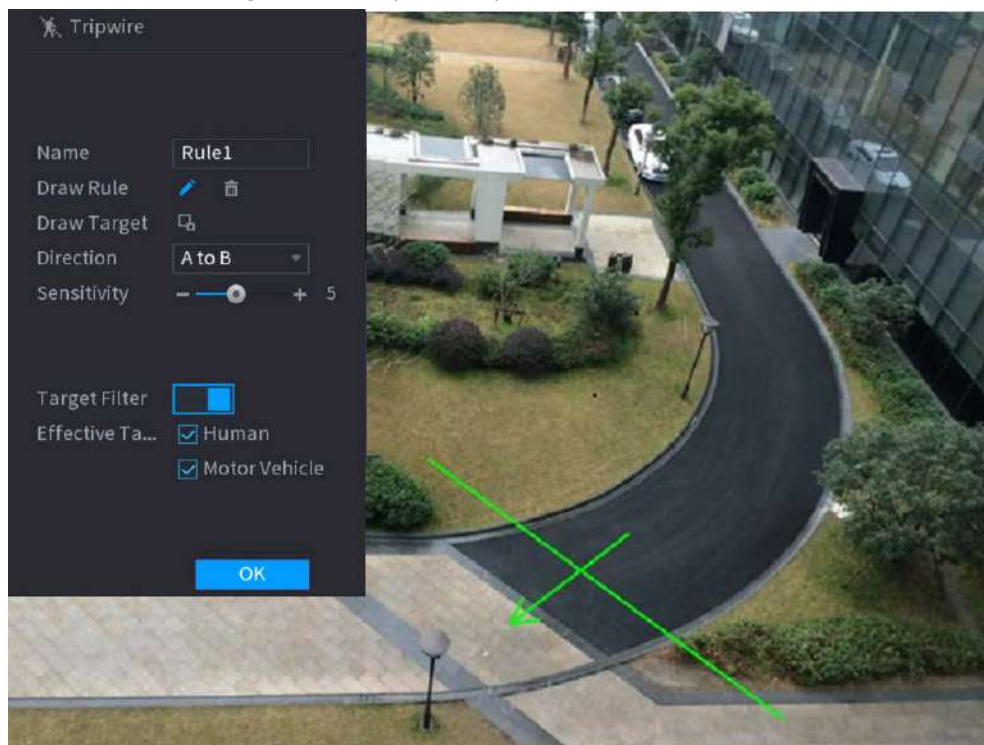 Tripwire
Name Rule1
Draw Rule
Draw Target
Direction A to B
Sensitivity - + 5
Target Filter
Effective Ta... Human
Motor Vehicle
OK